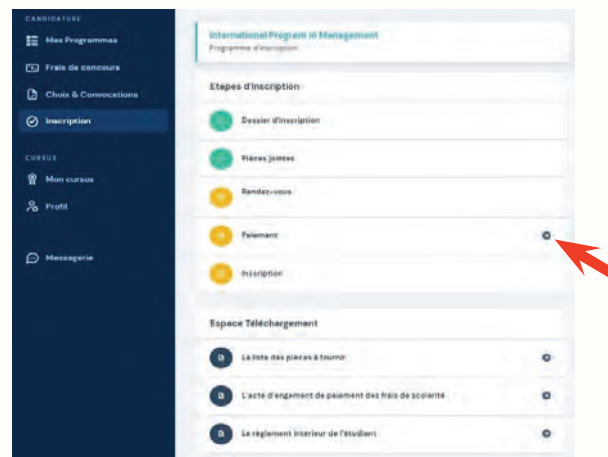 CANDIDATURE
Mes Programmes
Frais de concours
Choix & Convocations
Inscription
CURSUS
Mon cursus
Profil
Messagerie
International Program in Management
Programme d'inscription
Etapes d'inscription
Dossier d'inscription
Pièces jointes
Rendez-vous
Paiement
Inscription
Espace Téléchargement
La liste des pièces à fournir
L'acte d'engament de paiement des frais de scolarité
Le règlement intérieur de l'étudiant